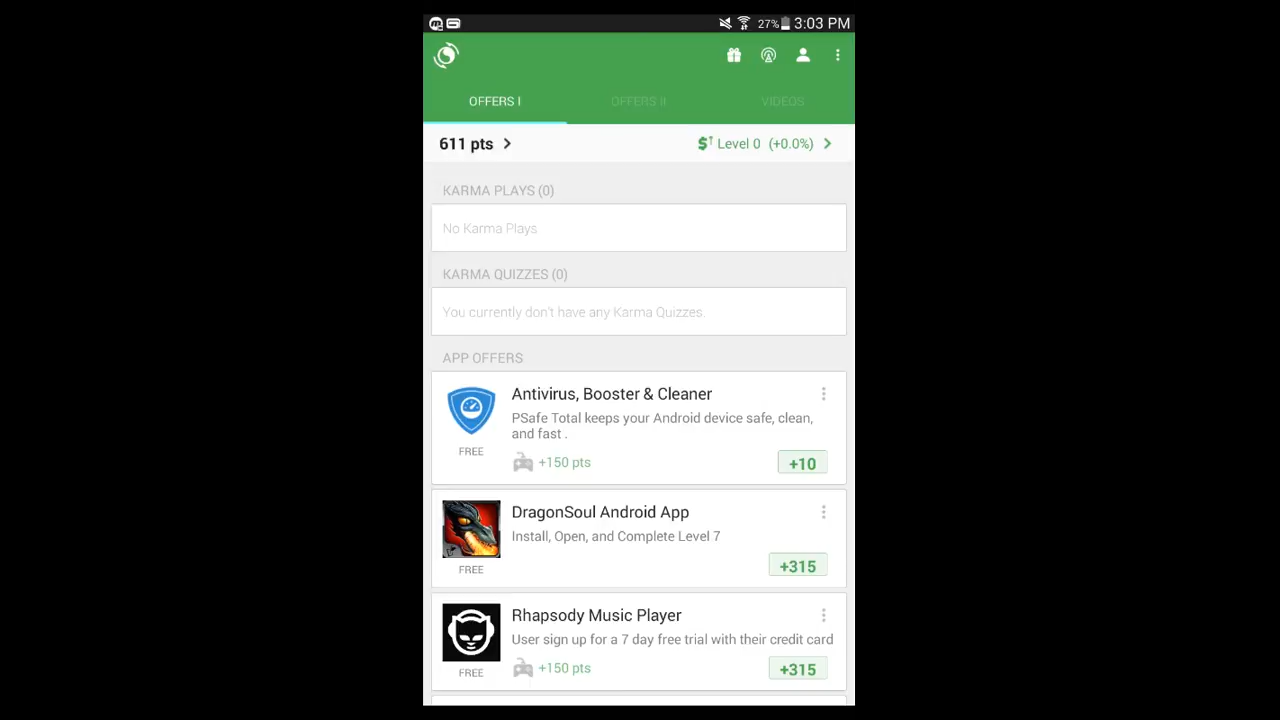 27% 3:03 PM
OFFERS I OFFERS II VIDEOS
611 pts $ Level 0 (+0.0%)
KARMA PLAYS (0)
No Karma Plays
KARMA QUIZZES (0)
You currently don't have any Karma Quizzes.
APP OFFERS
Antivirus, Booster & Cleaner
PSafe Total keeps your Android device safe, clean,
and fast .
FREE
+150 pts +10
DragonSoul Android App
Install, Open, and Complete Level 7
+315
FREE
Rhapsody Music Player
User sign up for a 7 day free trial with their credit card
+150 pts +315
FREE